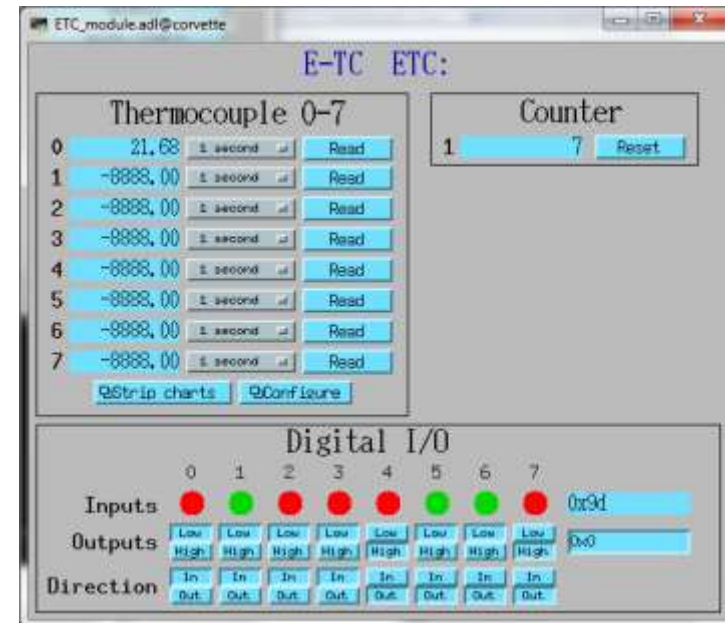 ETC_module.adl@corvette
E-TC ETC:
Thermocouple 0-7
0 21.68 1 second Read
1 -8888.00 1 second Read
2 -8888.00 1 second Read
3 -8888.00 1 second Read
4 -8888.00 1 second Read
5 -8888.00 1 second Read
6 -8888.00 1 second Read
7 -8888.00 1 second Read
Strip charts Configure
Counter
1 7 Reset
Digital I/O
0 1 2 3 4 5 6 7
Inputs 0x9d
Outputs 0x0
Low Low Low Low Low Low Low Low
High High High High High High High High
Direction
In In In In In In In In
Out Out Out Out Out Out Out Out